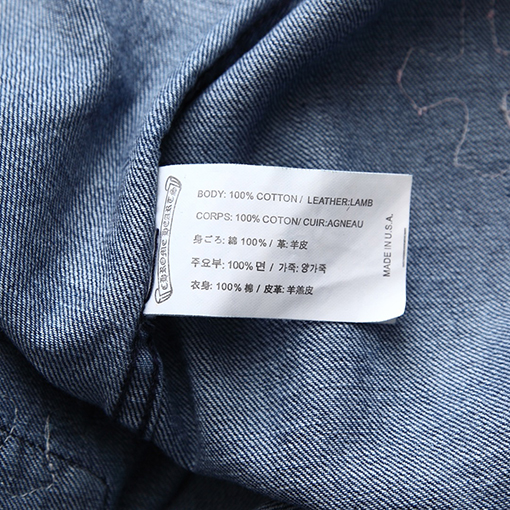 CHROME HEARTS
BODY: 100% COTTON / LEATHER:LAMB
CORPS: 100% COTON/ CUIR:AGNEAU
身ごろ: 綿 100% / 革: 羊皮
주요부: 100% 면 / 가죽: 양가죽
衣身: 100% 棉 / 皮革: 羊羔皮
MADE IN U.S.A.